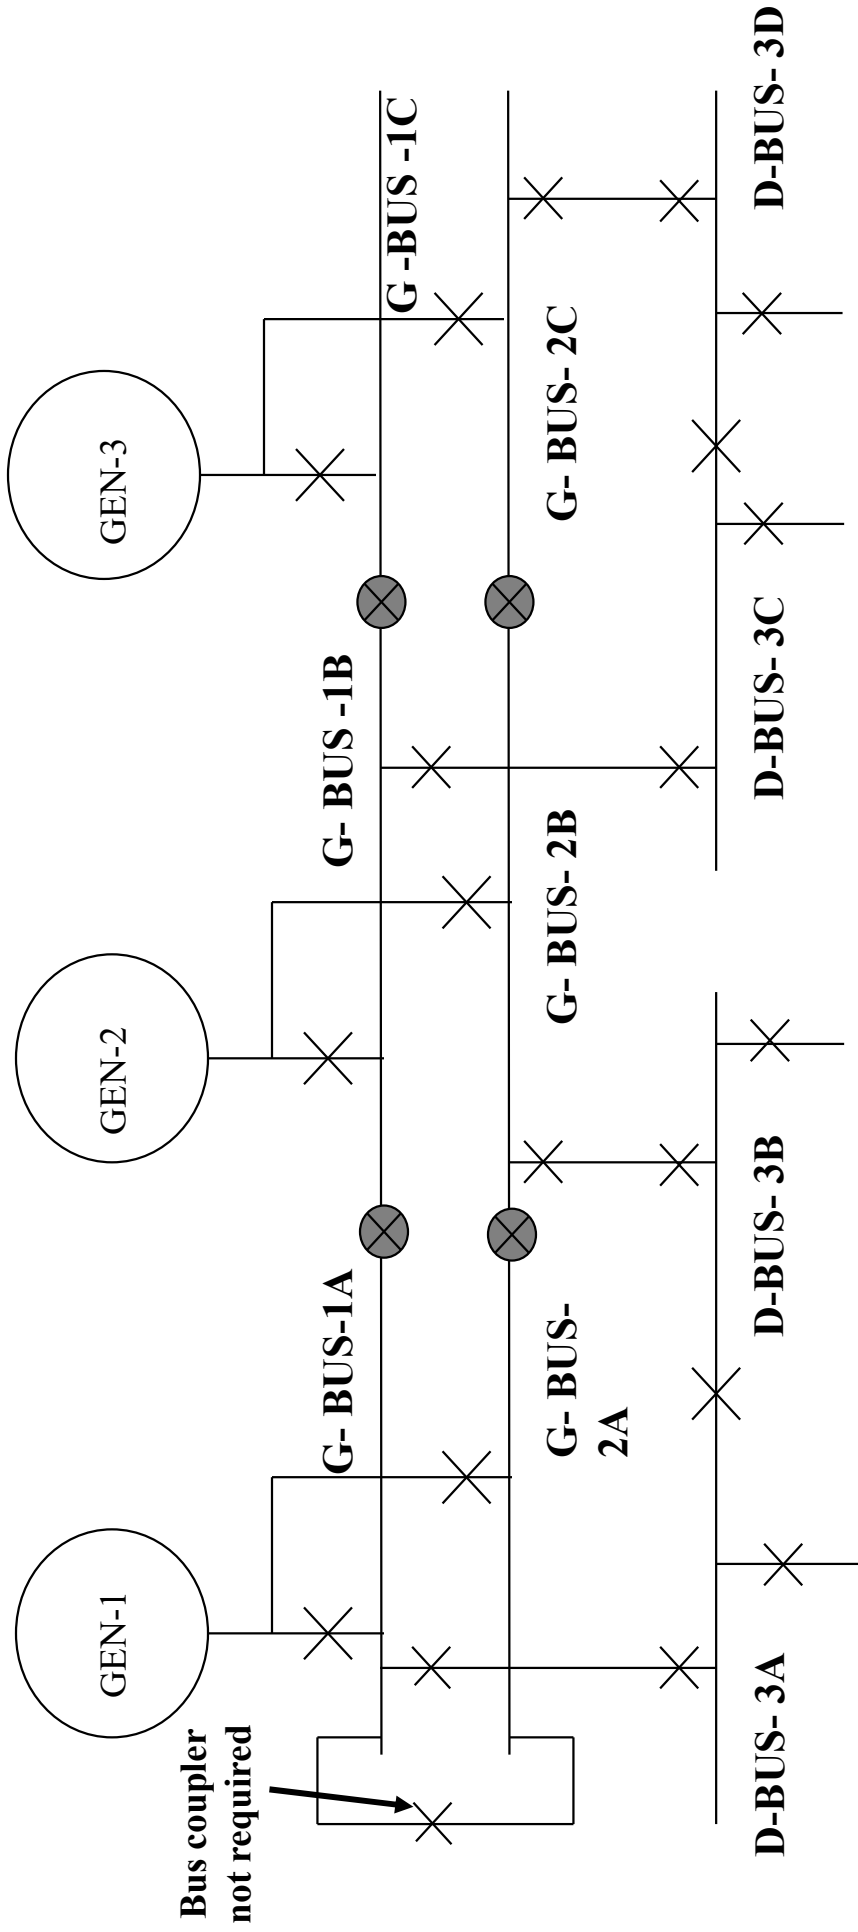 GEN-1
GEN-2
GEN-3
Bus coupler
not required
G- BUS-1A
G- BUS -1B
G -BUS -1C
G- BUS-
2A
G- BUS- 2B
G- BUS- 2C
D-BUS- 3A
D-BUS- 3B
D-BUS- 3C
D-BUS- 3D